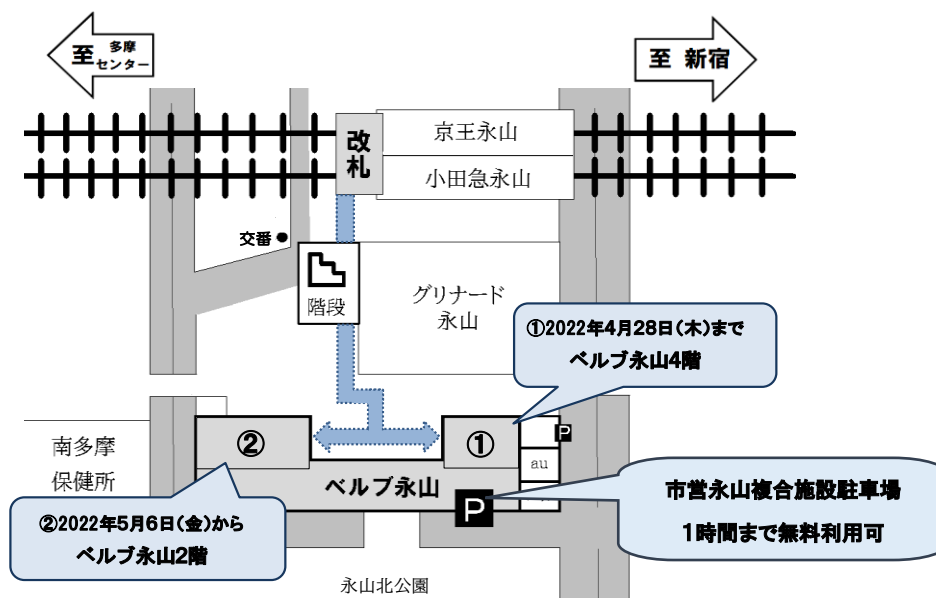 至 多摩センター
至 新宿
改札
京王永山
小田急永山
交番
階段
グリナード
永山
①2022年4月28日(木)まで
ベルブ永山4階
②
①
P
au
南多摩
保健所
ベルブ永山
P
市営永山複合施設駐車場
1時間まで無料利用可
②2022年5月6日(金)から
ベルブ永山2階
永山北公園